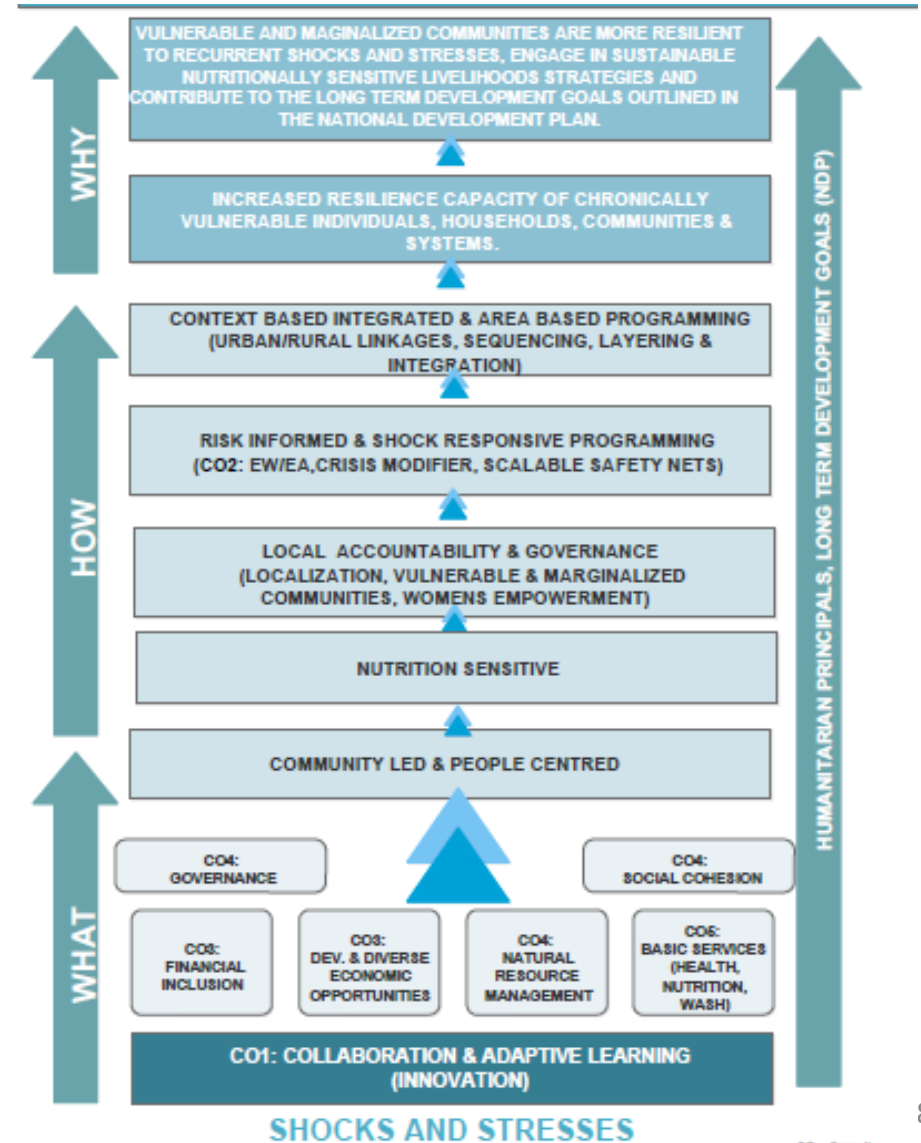 VULNERABLE AND MAGINALIZED COMMUNITIES ARE MORE RESILIENT
TO RECURRENT SHOCKS AND STRESSES, ENGAGE IN SUSTAINABLE
NUTRITIONALLY SENSITIVE LIVELIHOODS STRATEGIES AND
CONTRIBUTE TO THE LONG TERM DEVELOPMENT GOALS OUTLINED IN
THE NATIONAL DEVELOPMENT PLAN.
WHY
INCREASED RESILIENCE CAPACITY OF CHRONICALLY
VULNERABLE INDIVIDUALS, HOUSEHOLDS, COMMUNITIES &
SYSTEMS.
HUMANITARIAN PRINCIPALS, LONG TERM DEVELOPMENT GOALS (NDP)
CONTEXT BASED INTEGRATED & AREA BASED PROGRAMMING
(URBAN/RURAL LINKAGES, SEQUENCING, LAYERING &
INTEGRATION)
RISK INFORMED & SHOCK RESPONSIVE PROGRAMMING
(CO2: EW/EA,CRISIS MODIFIER, SCALABLE SAFETY NETS)
HOW
LOCAL ACCOUNTABILITY & GOVERNANCE
(LOCALIZATION, VULNERABLE & MARGINALIZED
COMMUNITIES, WOMENS EMPOWERMENT)
NUTRITION SENSITIVE
COMMUNITY LED & PEOPLE CENTRED
WHAT
CO4:
GOVERNANCE
CO4:
SOCIAL COHESION
CO3:
FINANCIAL
INCLUSION
CO3:
DEV. & DIVERSE
ECONOMIC
OPPORTUNITIES
CO4:
NATURAL
RESOURCE
MANAGEMENT
CO5:
BASIC SERVICES
(HEALTH,
NUTRITION,
WASH)
CO1: COLLABORATION & ADAPTIVE LEARNING
(INNOVATION)
SHOCKS AND STRESSES